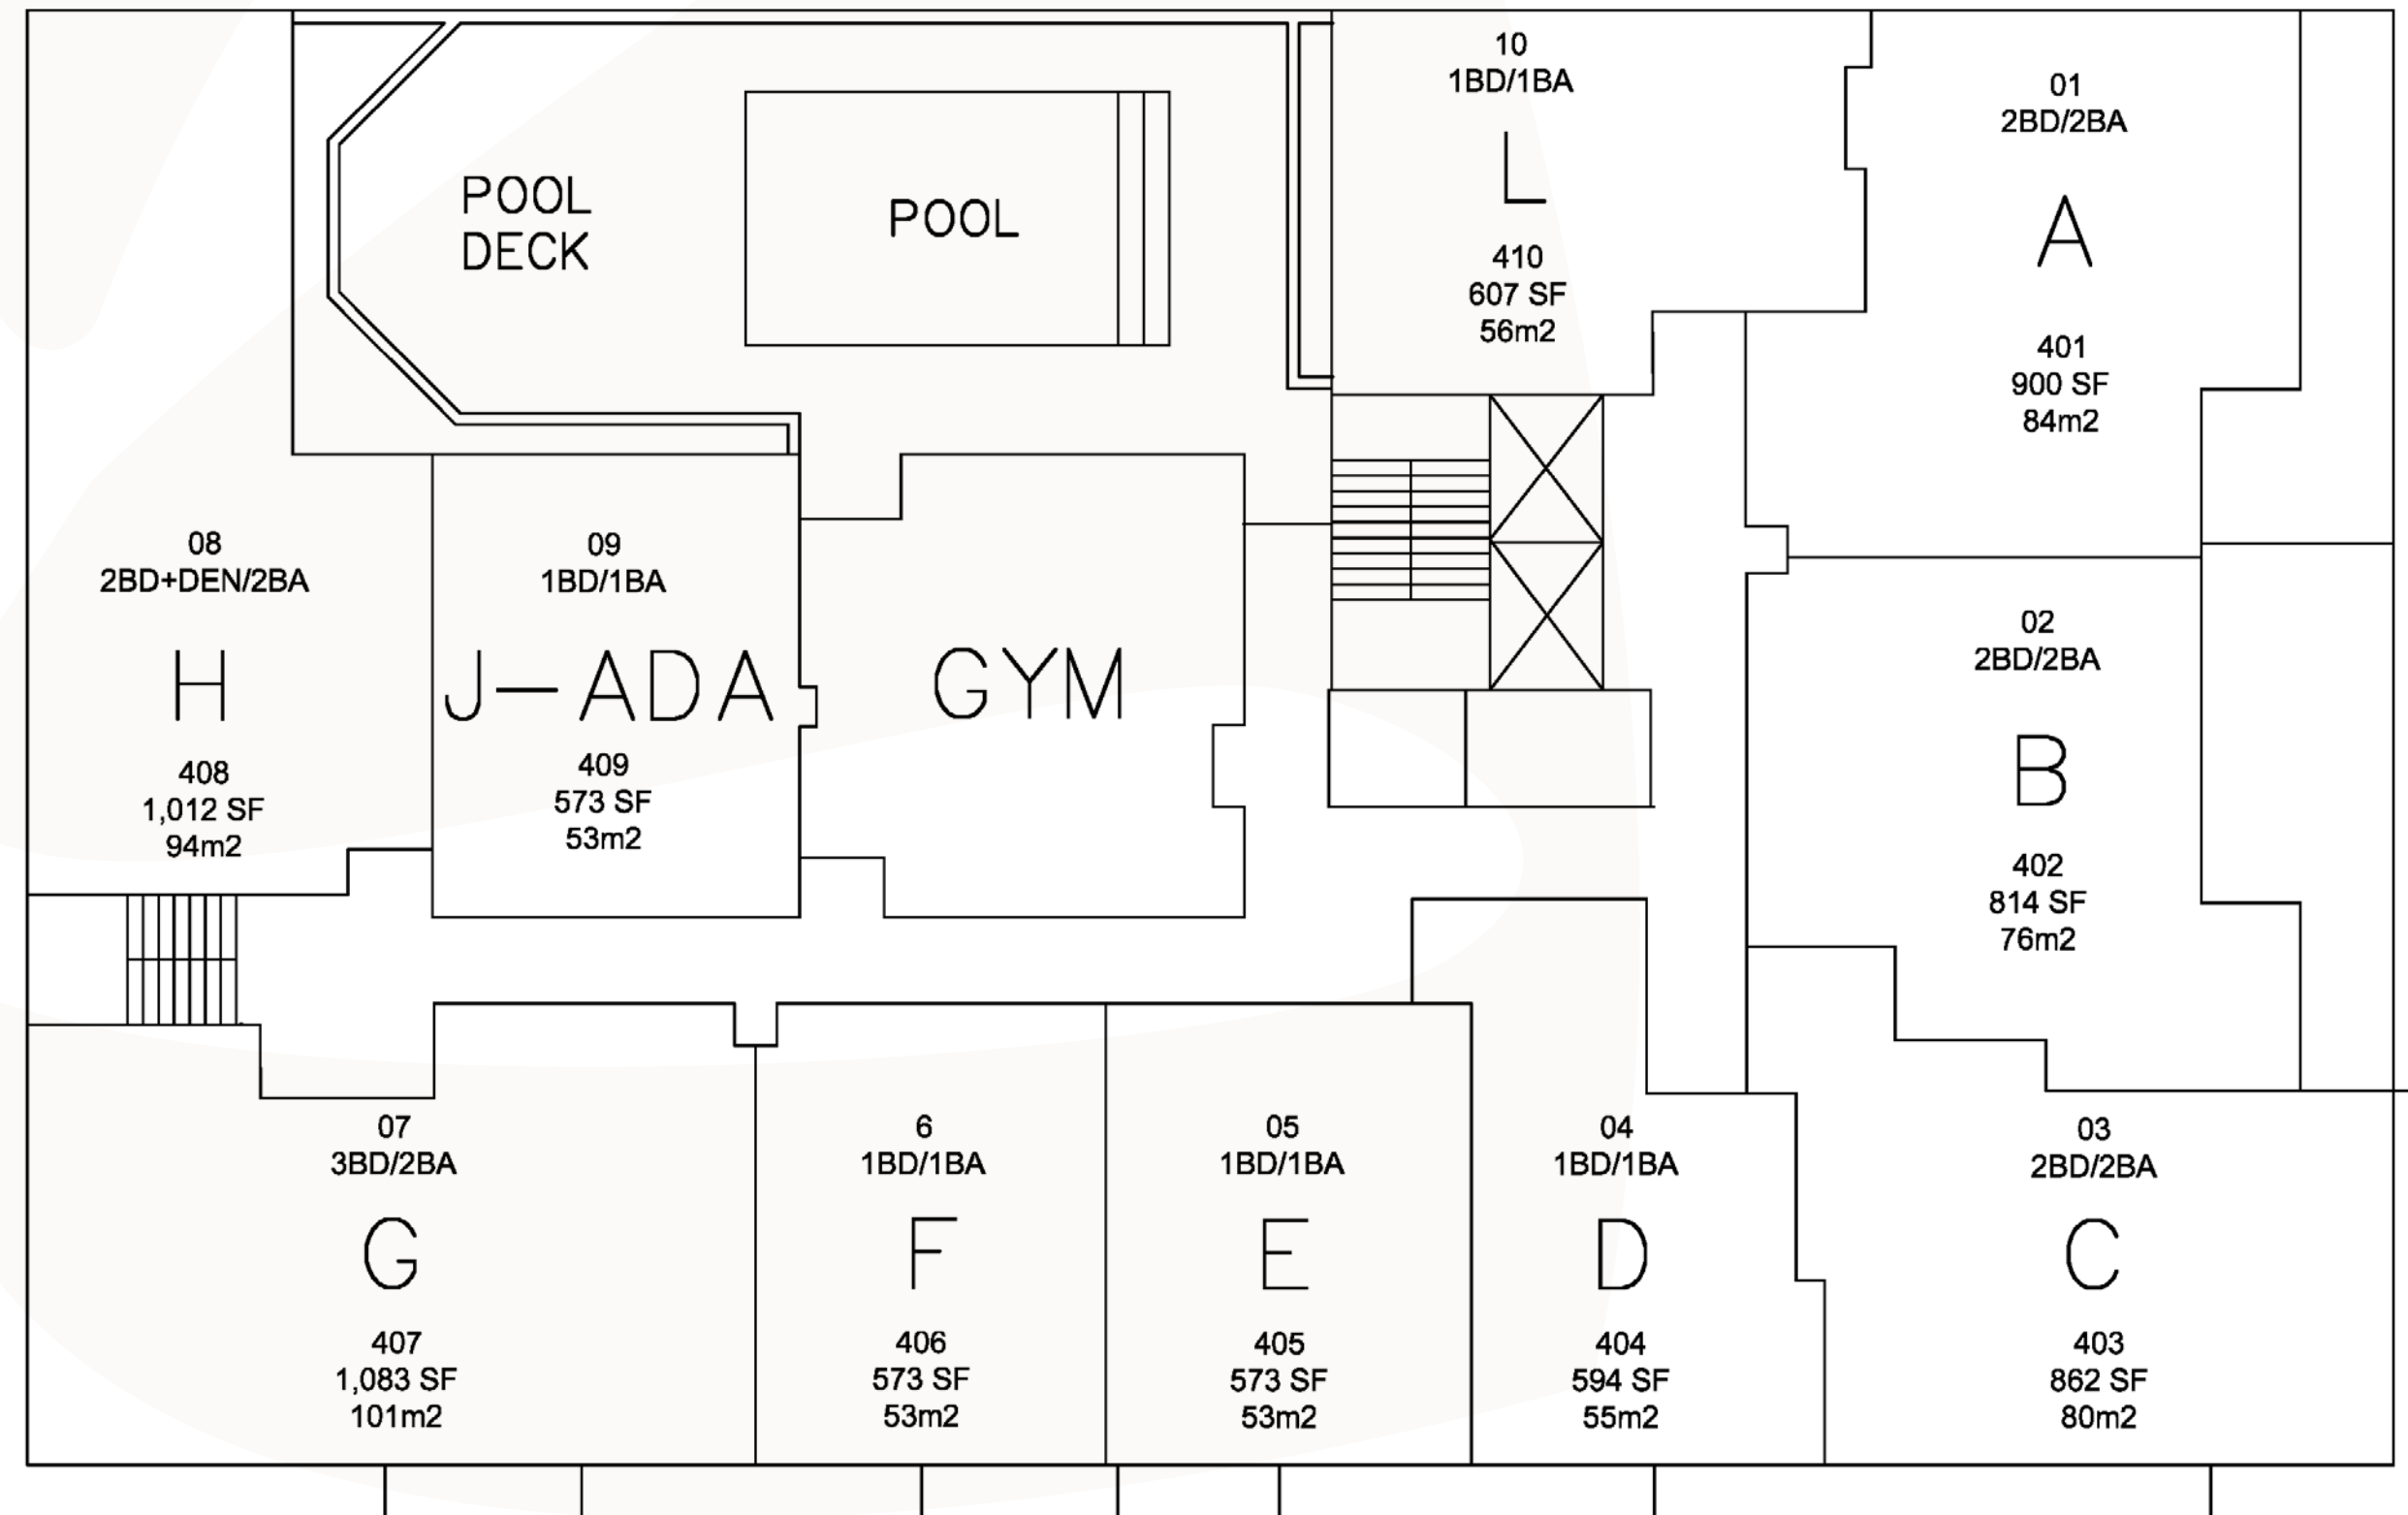 10
1BD/1BA
L
410
607 SF
56m2
01
2BD/2BA
A
401
900 SF
84m2
POOL
DECK
POOL
08
2BD+DEN/2BA
H
408
1,012 SF
94m2
09
1BD/1BA
J-ADA
409
573 SF
53m2
GYM
02
2BD/2BA
B
402
814 SF
76m2
07
3BD/2BA
G
407
1,083 SF
101m2
6
1BD/1BA
F
406
573 SF
53m2
05
1BD/1BA
E
405
573 SF
53m2
04
1BD/1BA
D
404
594 SF
55m2
03
2BD/2BA
C
403
862 SF
80m2